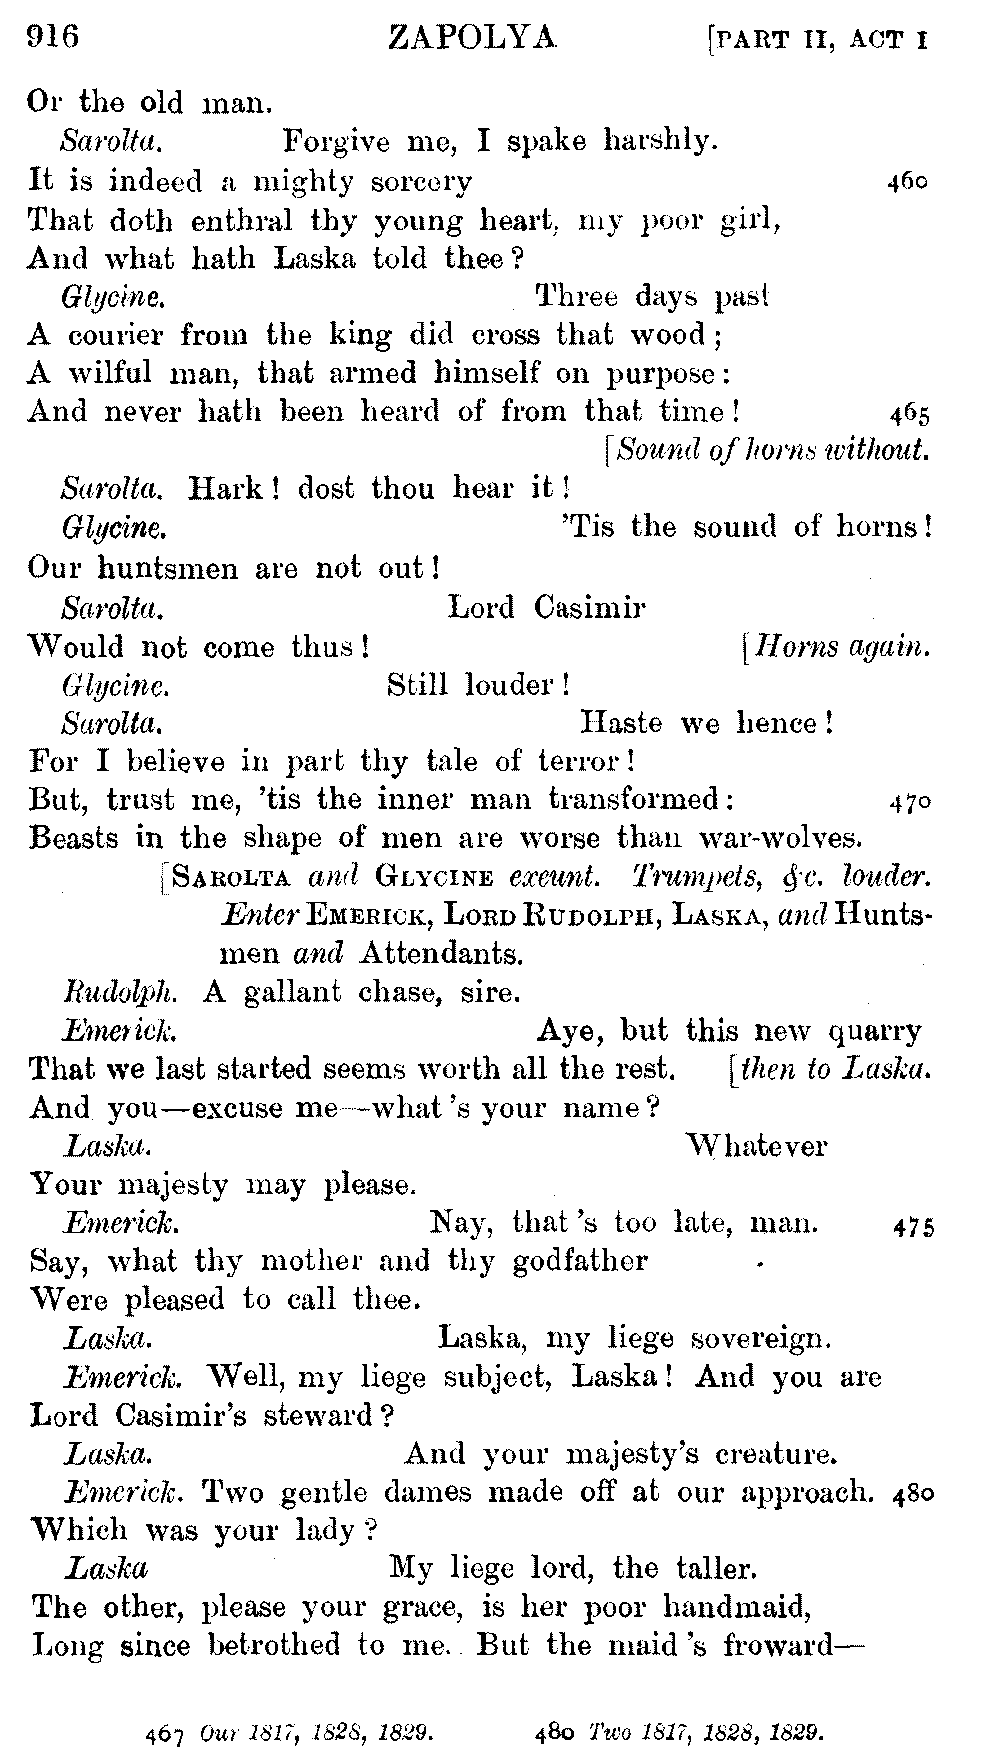 916 ZAPOLYA [PART II, ACT I
Or the old man.
Sarolta. Forgive me, I spake harshly.
It is indeed a mighty sorcery 460
That doth enthral thy young heart, my poor girl,
And what hath Laska told thee?
Glycine. Three days past
A courier from the king did cross that wood;
A wilful man, that armed himself on purpose:
And never hath been heard of from that time! 465
[Sound of horns without.
Sarolta. Hark! dost thou hear it!
Glycine. 'Tis the sound of horns!
Our huntsmen are not out!
Sarolta. Lord Casimir
Would not come thus! [Horns again.
Glycine. Still louder!
Sarolta. Haste we hence!
For I believe in part thy tale of terror!
But, trust me, 'tis the inner man transformed: 470
Beasts in the shape of men are worse than war-wolves.
[SAROLTA and GLYCINE exeunt. Trumpets, &c. louder.
Enter EMERICK, LORD RUDOLPH, LASKA, and Hunts-
men and Attendants.
Rudolph. A gallant chase, sire.
Emerick. Aye, but this new quarry
That we last started seems worth all the rest. [then to Laska.
And you—excuse me—what's your name?
Laska. Whatever
Your majesty may please.
Emerick. Nay, that's too late, man. 475
Say, what thy mother and thy godfather
Were pleased to call thee.
Laska. Laska, my liege sovereign.
Emerick. Well, my liege subject, Laska! And you are
Lord Casimir's steward?
Laska. And your majesty's creature.
Emerick. Two gentle dames made off at our approach. 480
Which was your lady?
Laska My liege lord, the taller.
The other, please your grace, is her poor handmaid,
Long since betrothed to me. But the maid's froward—
467 Our 1817, 1828, 1829. 480 Two 1817, 1828, 1829.